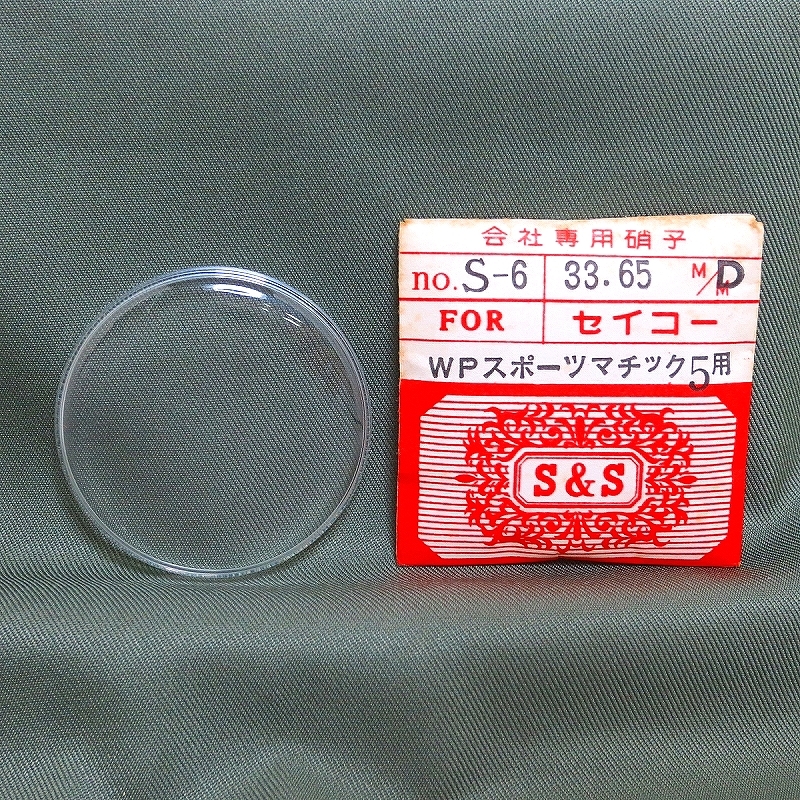 会社専用硝子
no. S-6 33.65 M/M D
FOR セイコー
WPスポーツマチック5用
S&S